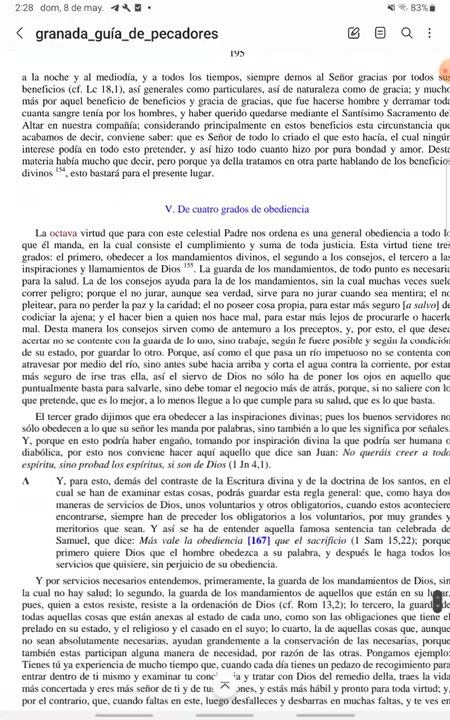 2:28 dom, 8 de may.
83%
granada_guía_de_pecadores
195
a la noche y al mediodía, y a todos los tiempos, siempre demos al Señor gracias por todos sus
beneficios (cf. Lc 18,1), así generales como particulares, así de naturaleza como de gracia; y mucho
más por aquel beneficio de beneficios y gracia de gracias, que fue hacerse hombre y derramar toda
cuanta sangre tenía por los hombres, y haber querido quedarse mediante el Santísimo Sacramento del
Altar en nuestra compañía; considerando principalmente en estos beneficios esta circunstancia que
acabamos de decir, conviene saber: que es Señor de todo lo criado el que esto hacía, el cual ningún
interese podía en todo esto pretender, y así hizo todo cuanto hizo por pura bondad y amor. Desta
materia había mucho que decir, pero porque ya della tratamos en otra parte hablando de los beneficios
divinos 154, esto bastará para el presente lugar.
V. De cuatro grados de obediencia
La octava virtud que para con este celestial Padre nos ordena es una general obediencia a todo lo
que él manda, en la cual consiste el cumplimiento y suma de toda justicia. Esta virtud tiene tres
grados: el primero, obedecer a los mandamientos divinos, el segundo a los consejos, el tercero a las
inspiraciones y llamamientos de Dios 155. La guarda de los mandamientos, de todo punto es necesaria
para la salud. La de los consejos ayuda para la de los mandamientos, sin la cual muchas veces suele
correr peligro; porque el no jurar, aunque sea verdad, sirve para no jurar cuando sea mentira; el no
pleitear, para no perder la paz y la caridad; el no poseer cosa propia, para estar más seguro [a salvo] de
codiciar la ajena; y el hacer bien a quien nos hace mal, para estar más lejos de procurarle o hacerle
mal. Desta manera los consejos sirven como de antemuro a los preceptos, y, por esto, el que desea
acertar no se contente con la guarda de lo uno, sino trabaje, según le fuere posible y según la condición
de su estado, por guardar lo otro. Porque, así como el que pasa un río impetuoso no se contenta con
atravesar por medio del río, sino antes sube hacia arriba y corta el agua contra la corriente, por estar
más seguro de irse tras ella, así el siervo de Dios no sólo ha de poner los ojos en aquello que
puntualmente basta para salvarle, sino debe tomar el negocio más de atrás, porque, si no saliere con lo
que pretende, que es lo mejor, a lo menos llegue a lo que cumple para su salud, que es lo que basta.
El tercer grado dijimos que era obedecer a las inspiraciones divinas; pues los buenos servidores no
sólo obedecen a lo que su señor les manda por palabras, sino también a lo que les significa por señales.
Y, porque en esto podría haber engaño, tomando por inspiración divina la que podría ser humana o
diabólica, por esto nos conviene hacer aquí aquello que dice san Juan: No queráis creer a todo
espíritu, sino probad los espíritus, si son de Dios (1 Jn 4,1).
A Y, para esto, demás del contraste de la Escritura divina y de la doctrina de los santos, en el
cual se han de examinar estas cosas, podrás guardar esta regla general: que, como haya dos
maneras de servicios de Dios, unos voluntarios y otros obligatorios, cuando estos aconteciere
encontrarse, siempre han de preceder los obligatorios a los voluntarios, por muy grandes y
meritorios que sean. Y así se ha de entender aquella famosa sentencia tan celebrada de
Samuel, que dice: Más vale la obediencia [167] que el sacrificio (1 Sam 15,22); porque
primero quiere Dios que el hombre obedezca a su palabra, y después le haga todos los
servicios que quisiere, sin perjuicio de su obediencia.
Y por servicios necesarios entendemos, primeramente, la guarda de los mandamientos de Dios, sin
la cual no hay salud; lo segundo, la guarda de los mandamientos de aquellos que están en su lugar,
pues, quien a estos resiste, resiste a la ordenación de Dios (cf. Rom 13,2); lo tercero, la guarda de
todas aquellas cosas que están anexas al estado de cada uno, como son las obligaciones que tiene el
prelado en su estado, y el religioso y el casado en el suyo; lo cuarto, la de aquellas cosas que, aunque
no sean absolutamente necesarias, ayudan grandemente a la conservación de las necesarias, porque
también estas participan alguna manera de necesidad, por razón de las otras. Pongamos ejemplo:
Tienes tú ya experiencia de mucho tiempo que, cuando cada día tienes un pedazo de recogimiento para
entrar dentro de ti mismo y examinar tu y tratar con Dios del remedio della, traes la vida
más concertada y eres más señor de ti y de tus y estás más hábil y pronto para toda virtud; y,
por el contrario, que, cuando faltas en este, luego desfalleces y desbarras en muchas faltas, y te ves en